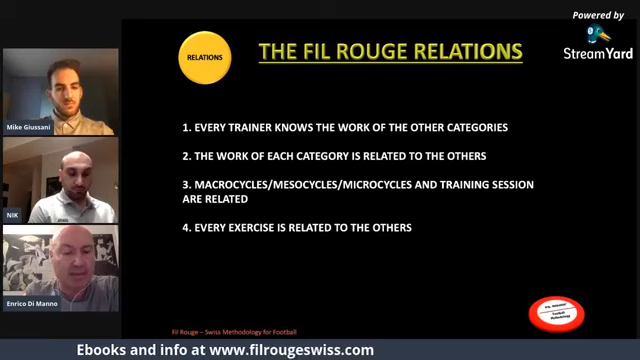 Powered by
StreamYard
RELATIONS
THE FIL ROUGE RELATIONS
1. EVERY TRAINER KNOWS THE WORK OF THE OTHER CATEGORIES
2. THE WORK OF EACH CATEGORY IS RELATED TO THE OTHERS
3. MACROCYCLES/MESOCYCLES/MICROCYCLES AND TRAINING SESSION
ARE RELATED
4. EVERY EXERCISE IS RELATED TO THE OTHERS
Mike Giussani
NIK
Enrico Di Manno
Football
Methodology
Fil Rouge – Swiss Methodology for Football
Ebooks and info at www.filrougeswiss.com